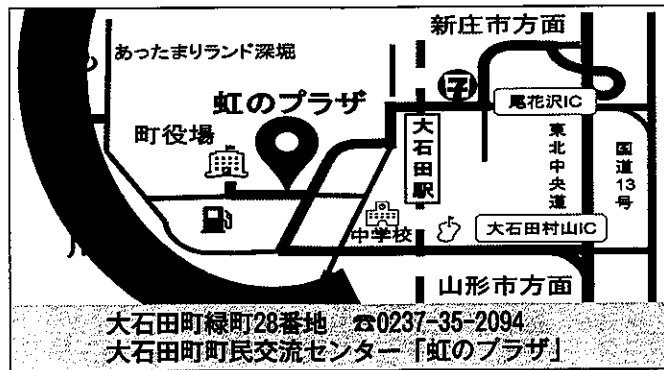 新庄市方面
あったまりランド深堀
虹のプラザ
尾花沢IC
町役場
大石田駅
東北中央道
国道13号
中学校
大石田村山IC
川
山形市方面
大石田町緑町28番地 ☎0237-35-2094
大石田町町民交流センター「虹のプラザ」